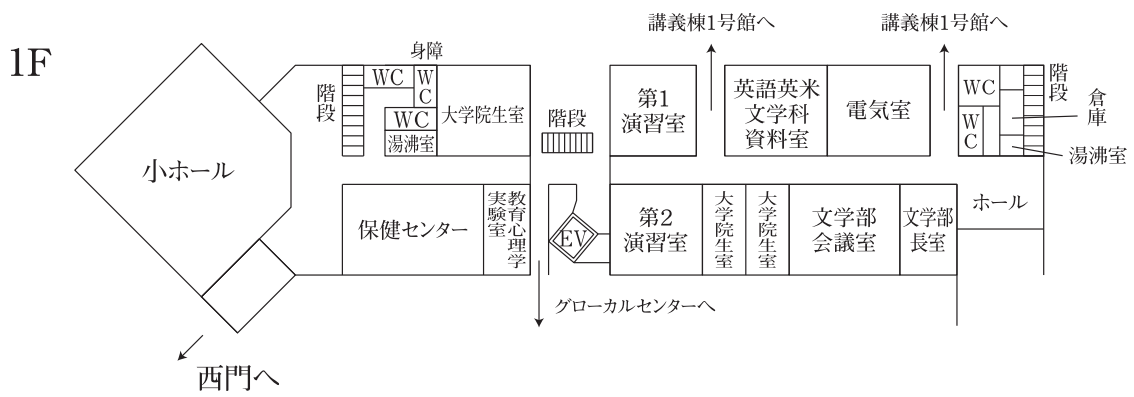 1F
講義棟1号館へ
講義棟1号館へ
身障
階段
WC
W
C
WC
湯沸室
大学院生室
階段
第1
演習室
英語英米
文学科
資料室
電気室
WC
W
C
階段
倉庫
湯沸室
小ホール
保健センター
教育心理学
実験室
EV
第2
演習室
大学院生室
大学院生室
文学部
会議室
文学部
長室
ホール
グローカルセンターへ
西門へ